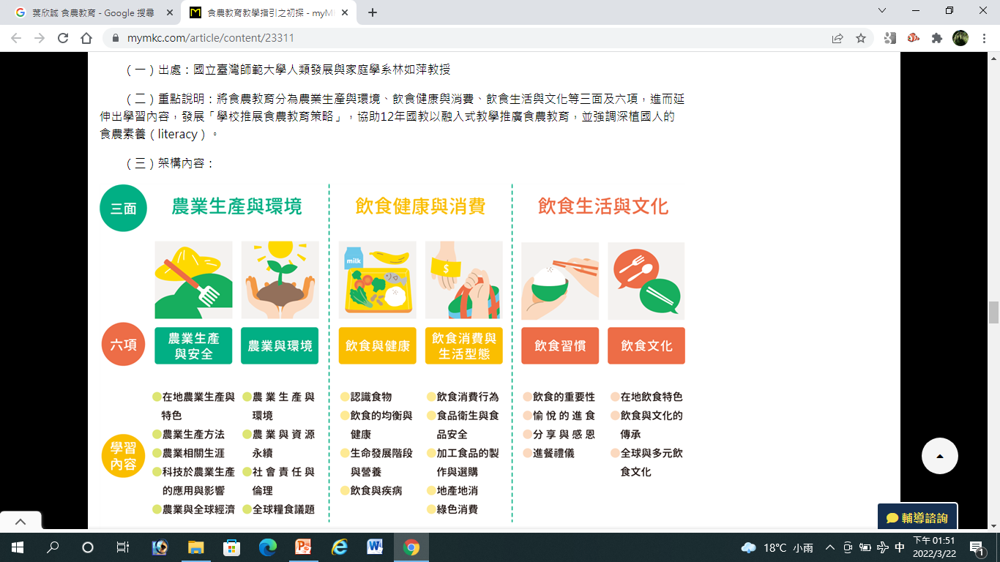 葉欣誠 食農教育 - Google 搜尋
食農教育教學指引之初探 - myM
mymkc.com/article/content/23311
（一）出處：國立臺灣師範大學人類發展與家庭學系林如萍教授
（二）重點說明：將食農教育分為農業生產與環境、飲食健康與消費、飲食生活與文化等三面及六項，進而延
伸出學習內容，發展「學校推展食農教育策略」，協助12年國教以融入式教學推廣食農教育，並強調深植國人的
食農素養（literacy）。
（三）架構內容：
三面
農業生產與環境
飲食健康與消費
飲食生活與文化
milk
$
六項
農業生產
與安全
農業與環境
飲食與健康
飲食消費與
生活型態
飲食習慣
飲食文化
學習
內容
在地農業生產與
特色
農業生產方法
農業相關生涯
科技於農業生產
的應用與影響
農業與全球經濟
農業生產與
環境
農業與資源
永續
社會責任與
倫理
全球糧食議題
認識食物
飲食的均衡與
健康
生命發展階段
與營養
飲食與疾病
飲食消費行為
食品衛生與食
品安全
加工食品的製
作與選購
地產地消
綠色消費
飲食的重要性
愉悅的進食
分享與感恩
進餐禮儀
在地飲食特色
飲食與文化的
傳承
全球與多元飲
食文化
輔導諮詢
18°C 小雨
中
下午 01:51
2022/3/22
1